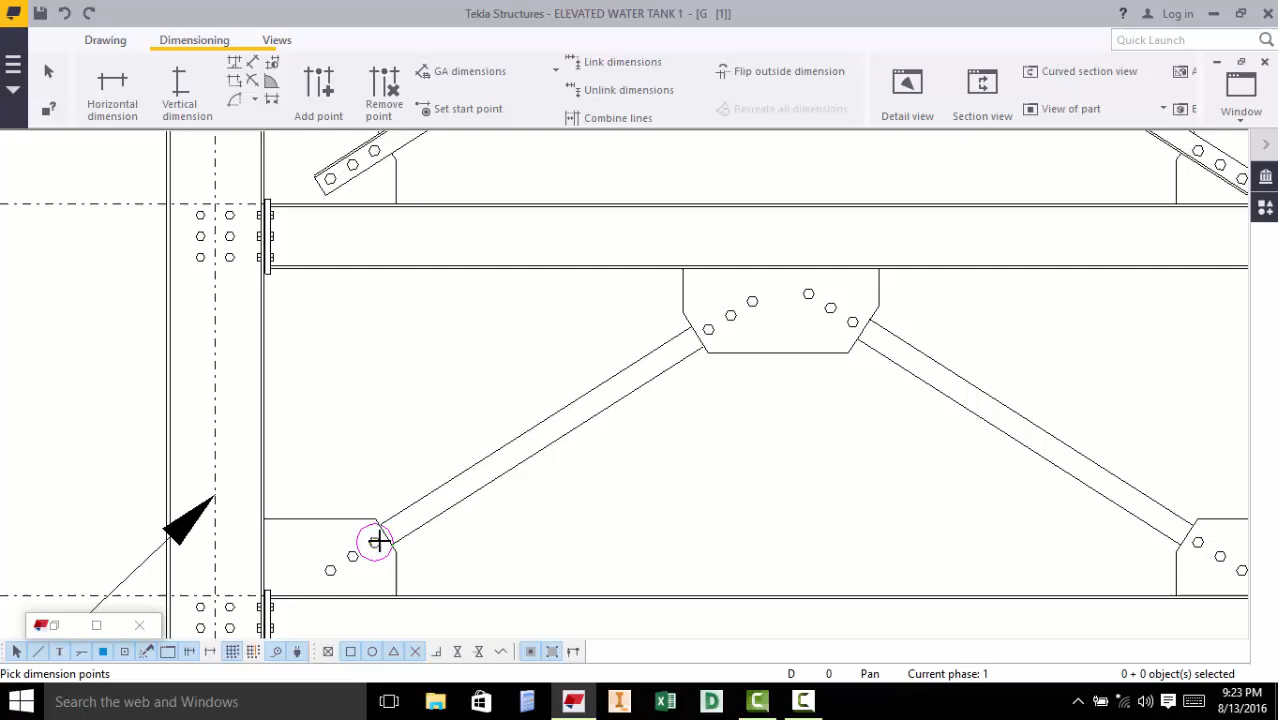 Tekla Structures - ELEVATED WATER TANK 1 - [G   [1]]
? Log in
Drawing Dimensioning Views
Quick Launch
Horizontal dimension
Vertical dimension
Add point
Remove point
GA dimensions
Set start point
Link dimensions
Unlink dimensions
Combine lines
Flip outside dimension
Recreate all dimensions
Detail view
Section view
Curved section view
View of part
A
E
Window
Pick dimension points D 0 Pan Current phase: 1 0 + 0 object(s) selected
Search the web and Windows
9:23 PM
8/13/2016